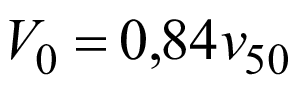 V₀ = 0,84v₅₀